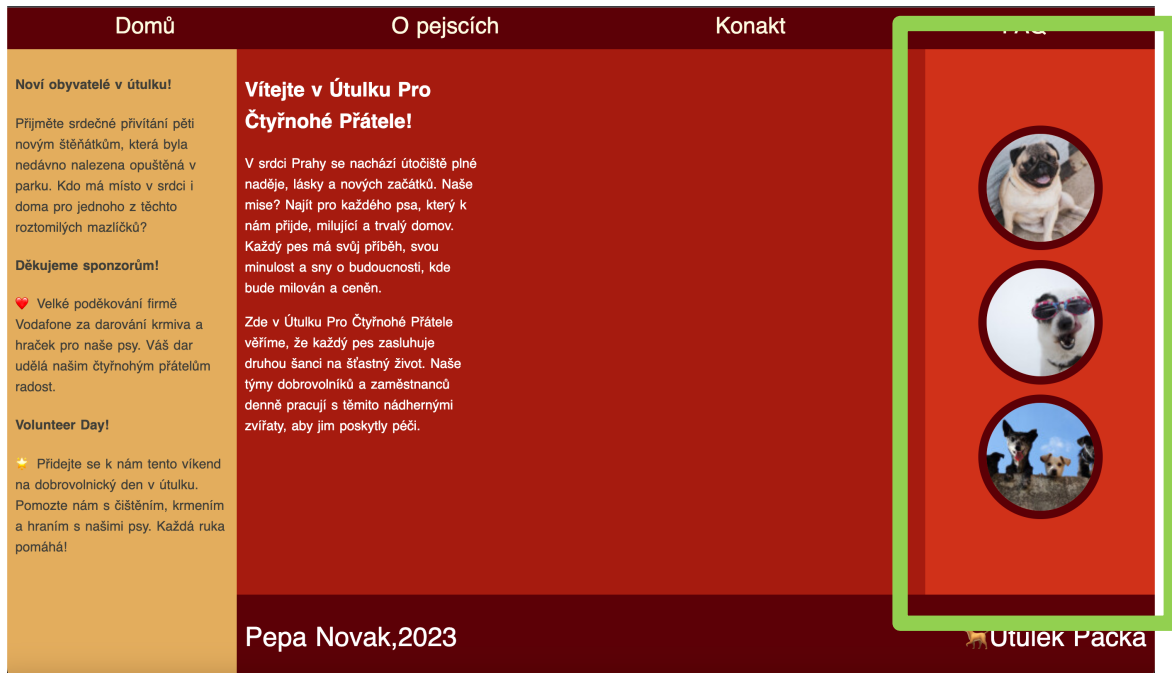 Domů
O pejscích
Konakt
FAQ
Noví obyvatelé v útulku!
Přijměte srdečné přivítání pěti
novým štěňátkům, která byla
nedávno nalezena opuštěná v
parku. Kdo má místo v srdci i
doma pro jednoho z těchto
roztomilých mazlíčků?
Děkujeme sponzorům!
❤️ Velké poděkování firmě
Vodafone za darování krmiva a
hraček pro naše psy. Váš dar
udělá našim čtyřnohým přátelům
radost.
Volunteer Day!
🌟 Přidejte se k nám tento víkend
na dobrovolnický den v útulku.
Pomozte nám s čištěním, krmením
a hraním s našimi psy. Každá ruka
pomáhá!
Vítejte v Útulku Pro
Čtyřnohé Přátele!
V srdci Prahy se nachází útočiště plné
naděje, lásky a nových začátků. Naše
mise? Najít pro každého psa, který k
nám přijde, milující a trvalý domov.
Každý pes má svůj příběh, svou
minulost a sny o budoucnosti, kde
bude milován a ceněn.
Zde v Útulku Pro Čtyřnohé Přátele
věříme, že každý pes zasluhuje
druhou šanci na šťastný život. Naše
týmy dobrovolníků a zaměstnanců
denně pracují s těmito nádhernými
zvířaty, aby jim poskytly péči.
Pepa Novak,2023
🐕Útulek Packa